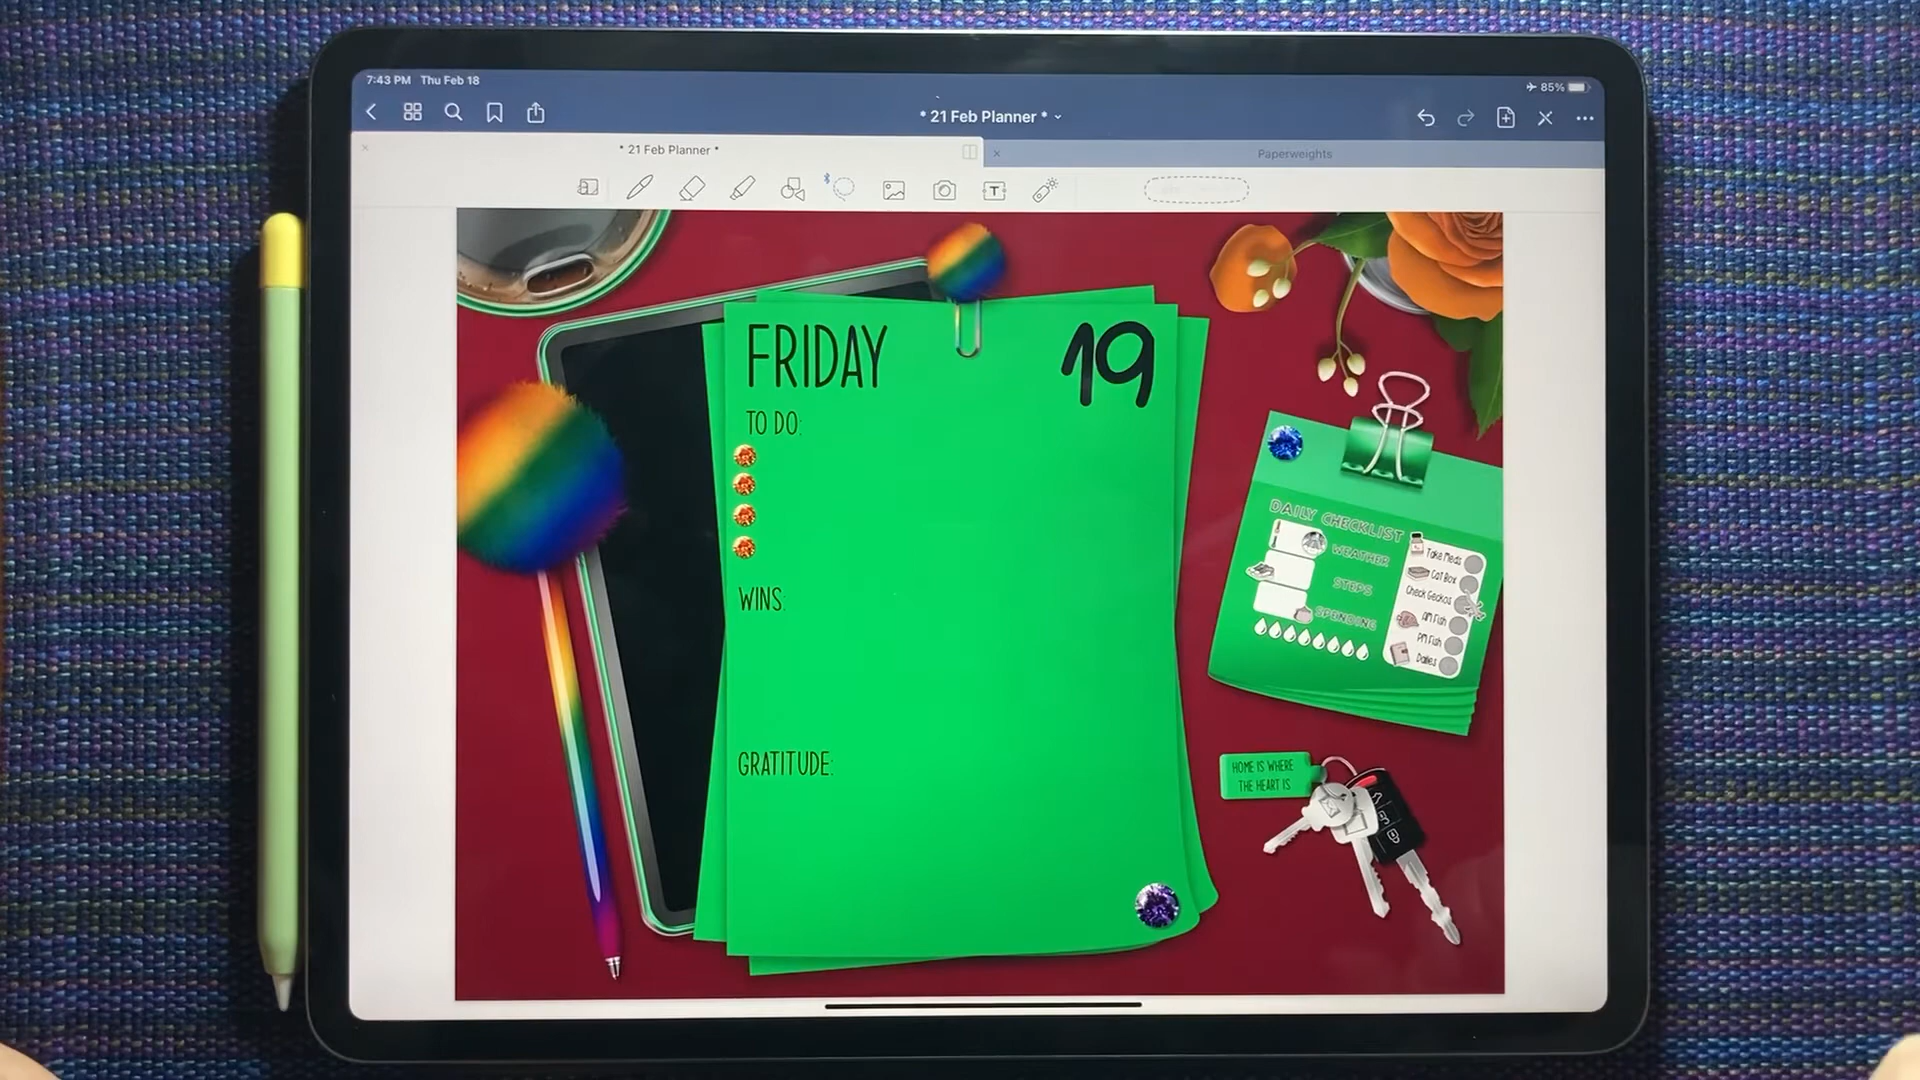 7:43 PM Thu Feb 18
85%
* 21 Feb Planner *
* 21 Feb Planner *
Paperweights
T
FRIDAY
19
TO DO:
WINS:
GRATITUDE:
DAILY CHECKLIST
WEATHER
STEPS
SPENDING
Take Meds
Cat Box
Check Geckos
AM Fish
PM Fish
Dailies
HOME IS WHERE
THE HEART IS